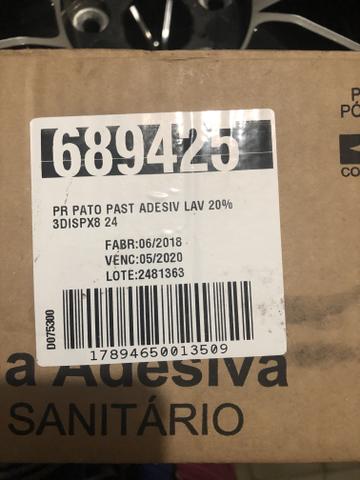 689425
PR PATO PAST ADESIV LAV 20%
3DISPX8 24
FABR:06/2018
VENC:05/2020
LOTE:2481363
D075300
17894650013509
a Adesiva
SANITÁRIO